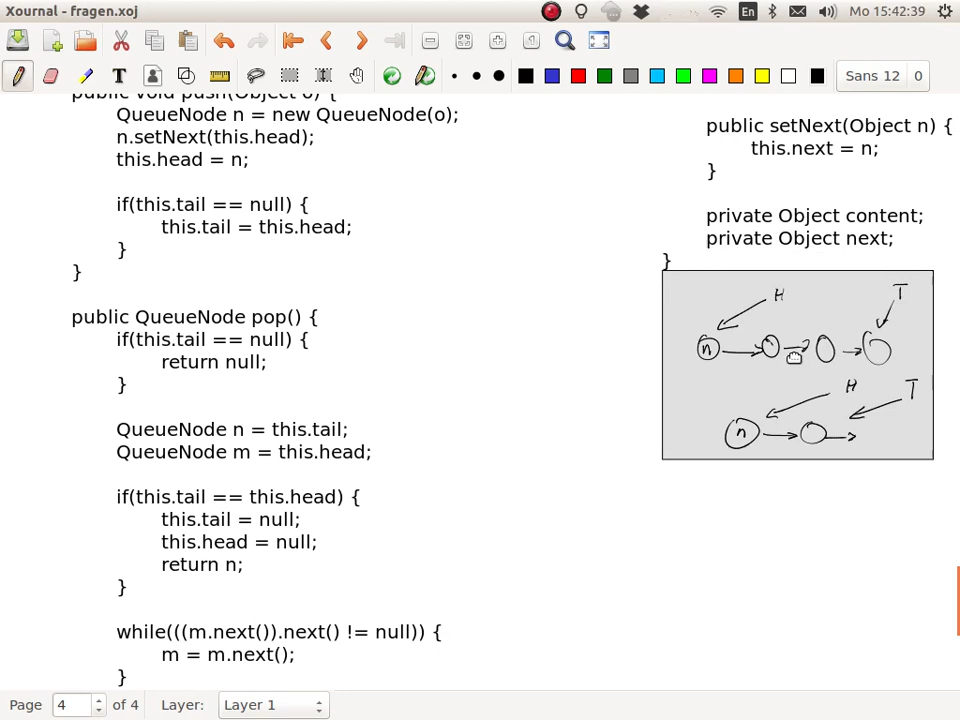 Xournal - fragen.xoj
En
Mo 15:42:39
T
Sans 12
0
public void push(Object o) {
QueueNode n = new QueueNode(o);
n.setNext(this.head);
this.head = n;
if(this.tail == null) {
this.tail = this.head;
}
}
public QueueNode pop() {
if(this.tail == null) {
return null;
}
QueueNode n = this.tail;
QueueNode m = this.head;
if(this.tail == this.head) {
this.tail = null;
this.head = null;
return n;
}
while(((m.next()).next() != null)) {
m = m.next();
}
public setNext(Object n) {
this.next = n;
}
private Object content;
private Object next;
}
H T
n
H T
n
Page 4 of 4 Layer: Layer 1